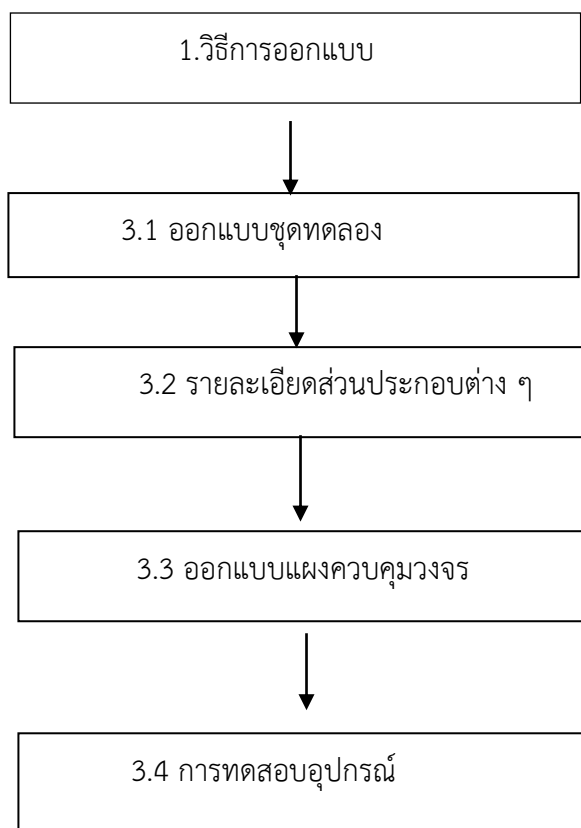 1.วิธีการออกแบบ
3.1 ออกแบบชุดทดลอง
3.2 รายละเอียดส่วนประกอบต่าง ๆ
3.3 ออกแบบแผงควบคุมวงจร
3.4 การทดสอบอุปกรณ์